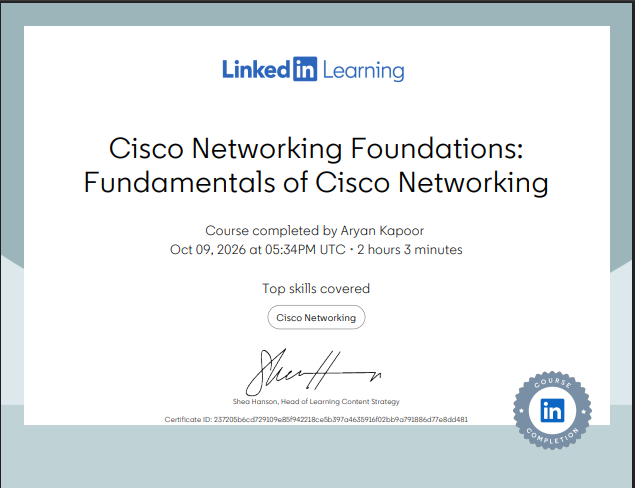 Linked in Learning
Cisco Networking Foundations:
Fundamentals of Cisco Networking
Course completed by Aryan Kapoor
Oct 09, 2026 at 05:34PM UTC • 2 hours 3 minutes
Top skills covered
Cisco Networking
Shea Hanson, Head of Learning Content Strategy
Certificate ID: 237205b6cd729109e85f942218ce5b397a4635916f02bb9a791886d77e8dd481
COURSE
in
COMPLETION